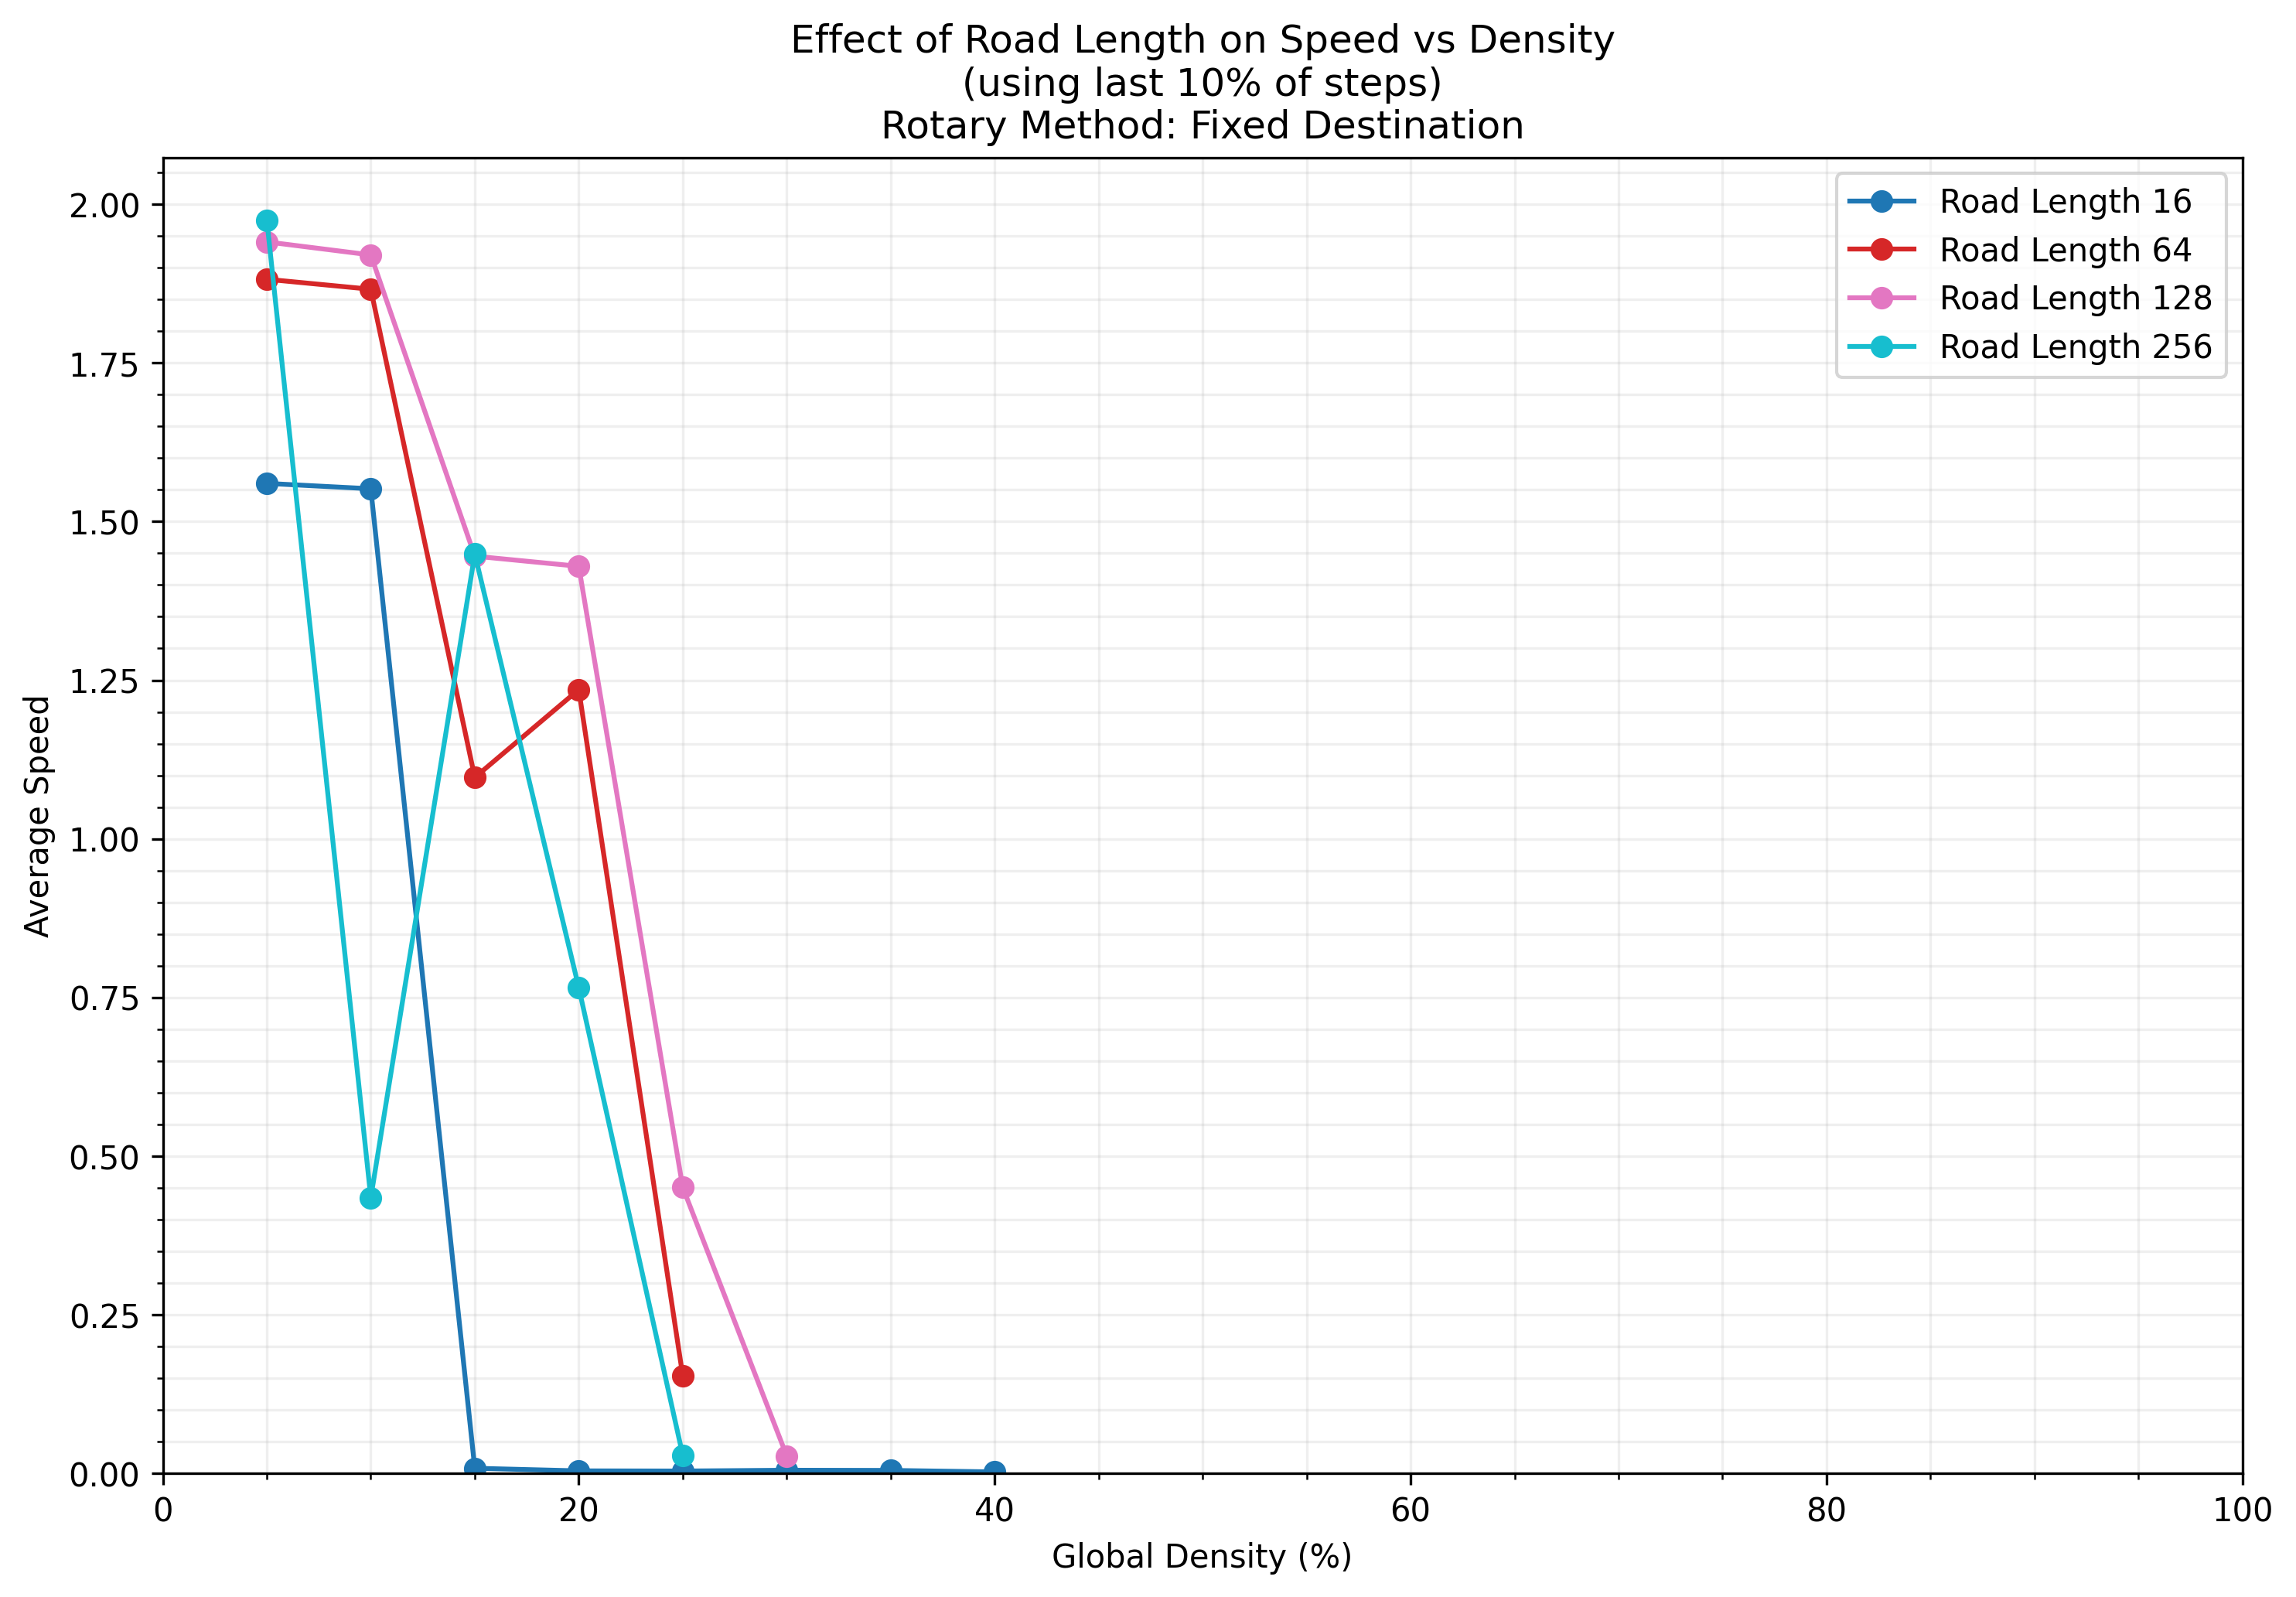 Effect of Road Length on Speed vs Density
(using last 10% of steps)
Rotary Method: Fixed Destination
Road Length 16
Road Length 64
Road Length 128
Road Length 256
Average Speed
2.00
1.75
1.50
1.25
1.00
0.75
0.50
0.25
0.00
0 20 40 60 80 100
Global Density (%)